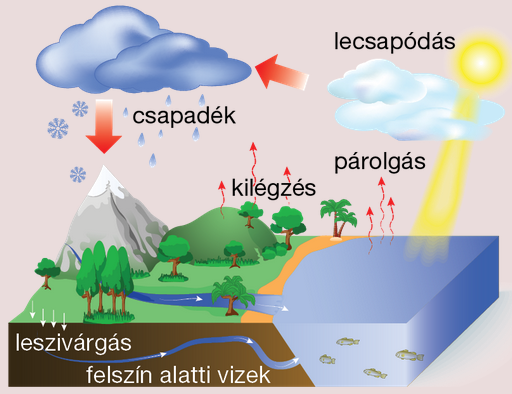 lecsapódás
csapadék
párolgás
kilégzés
leszivárgás
felszín alatti vizek